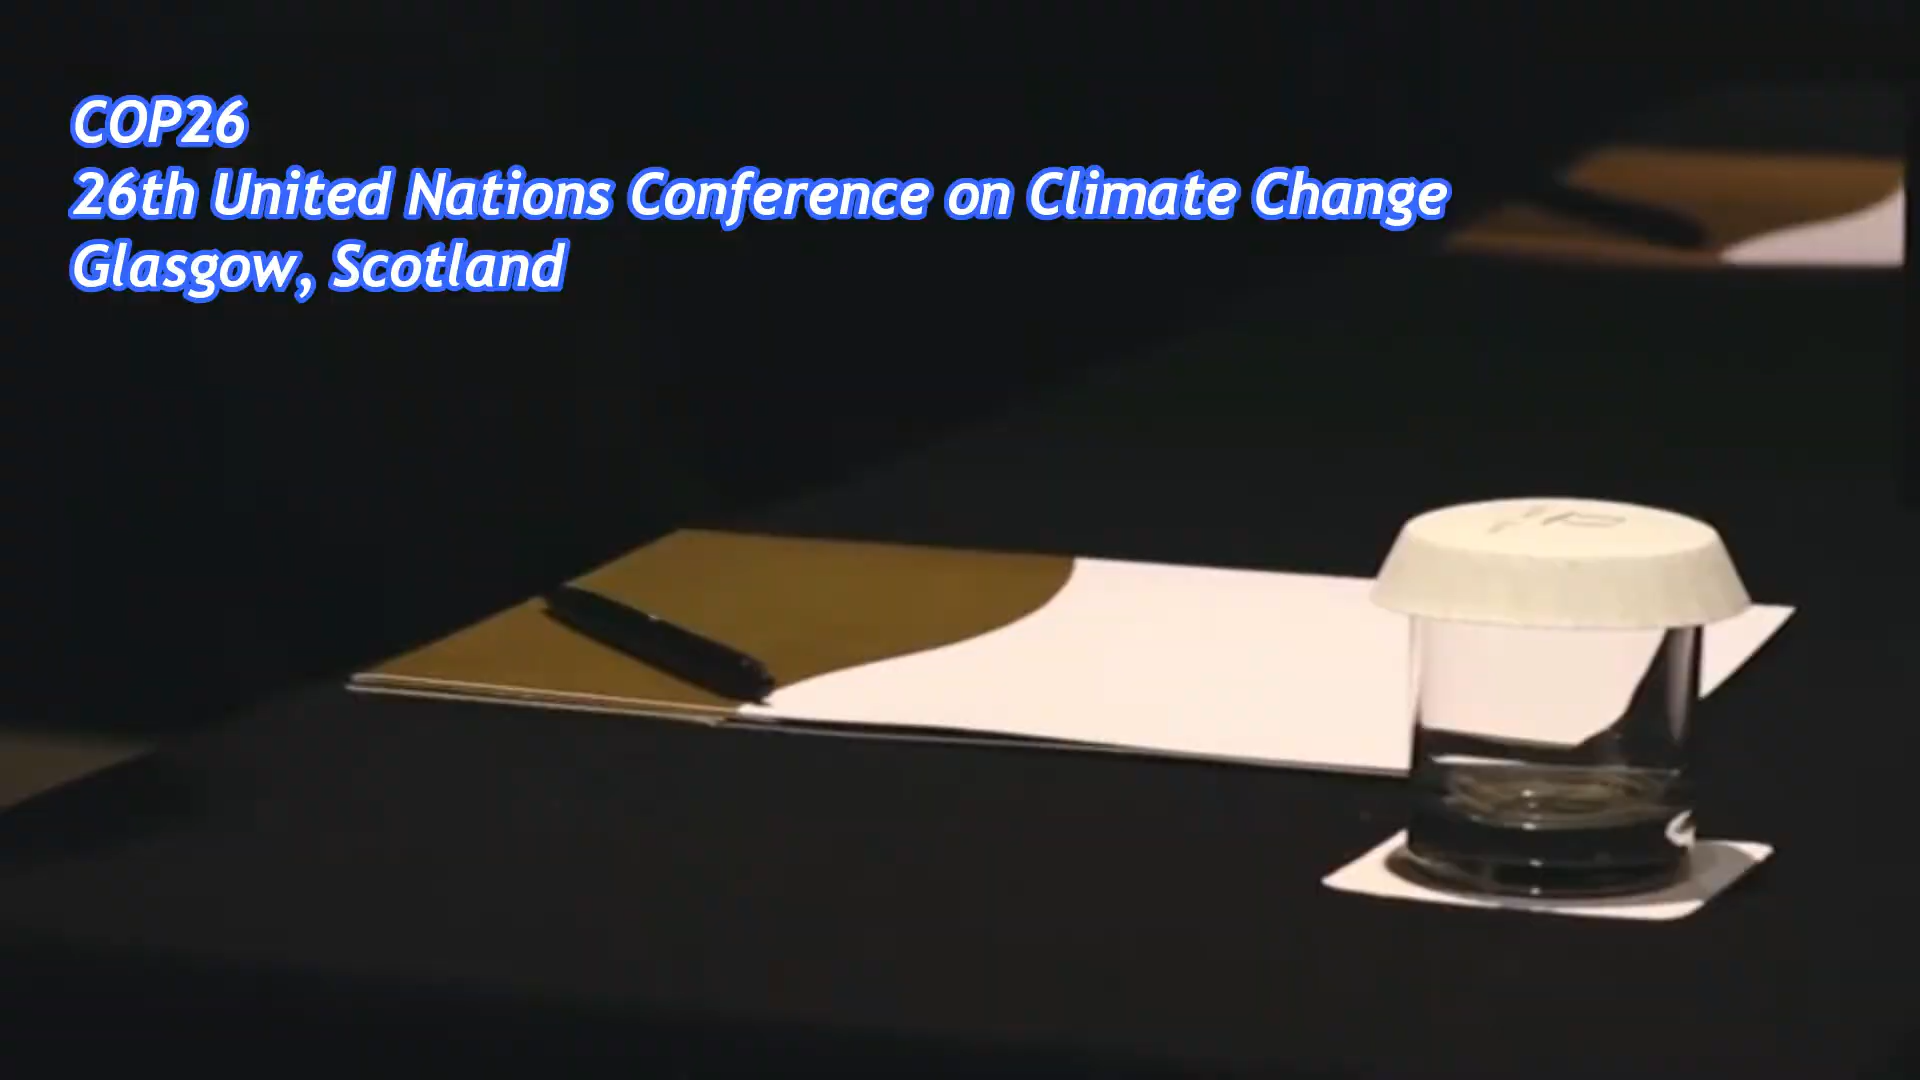 COP26
26th United Nations Conference on Climate Change
Glasgow, Scotland